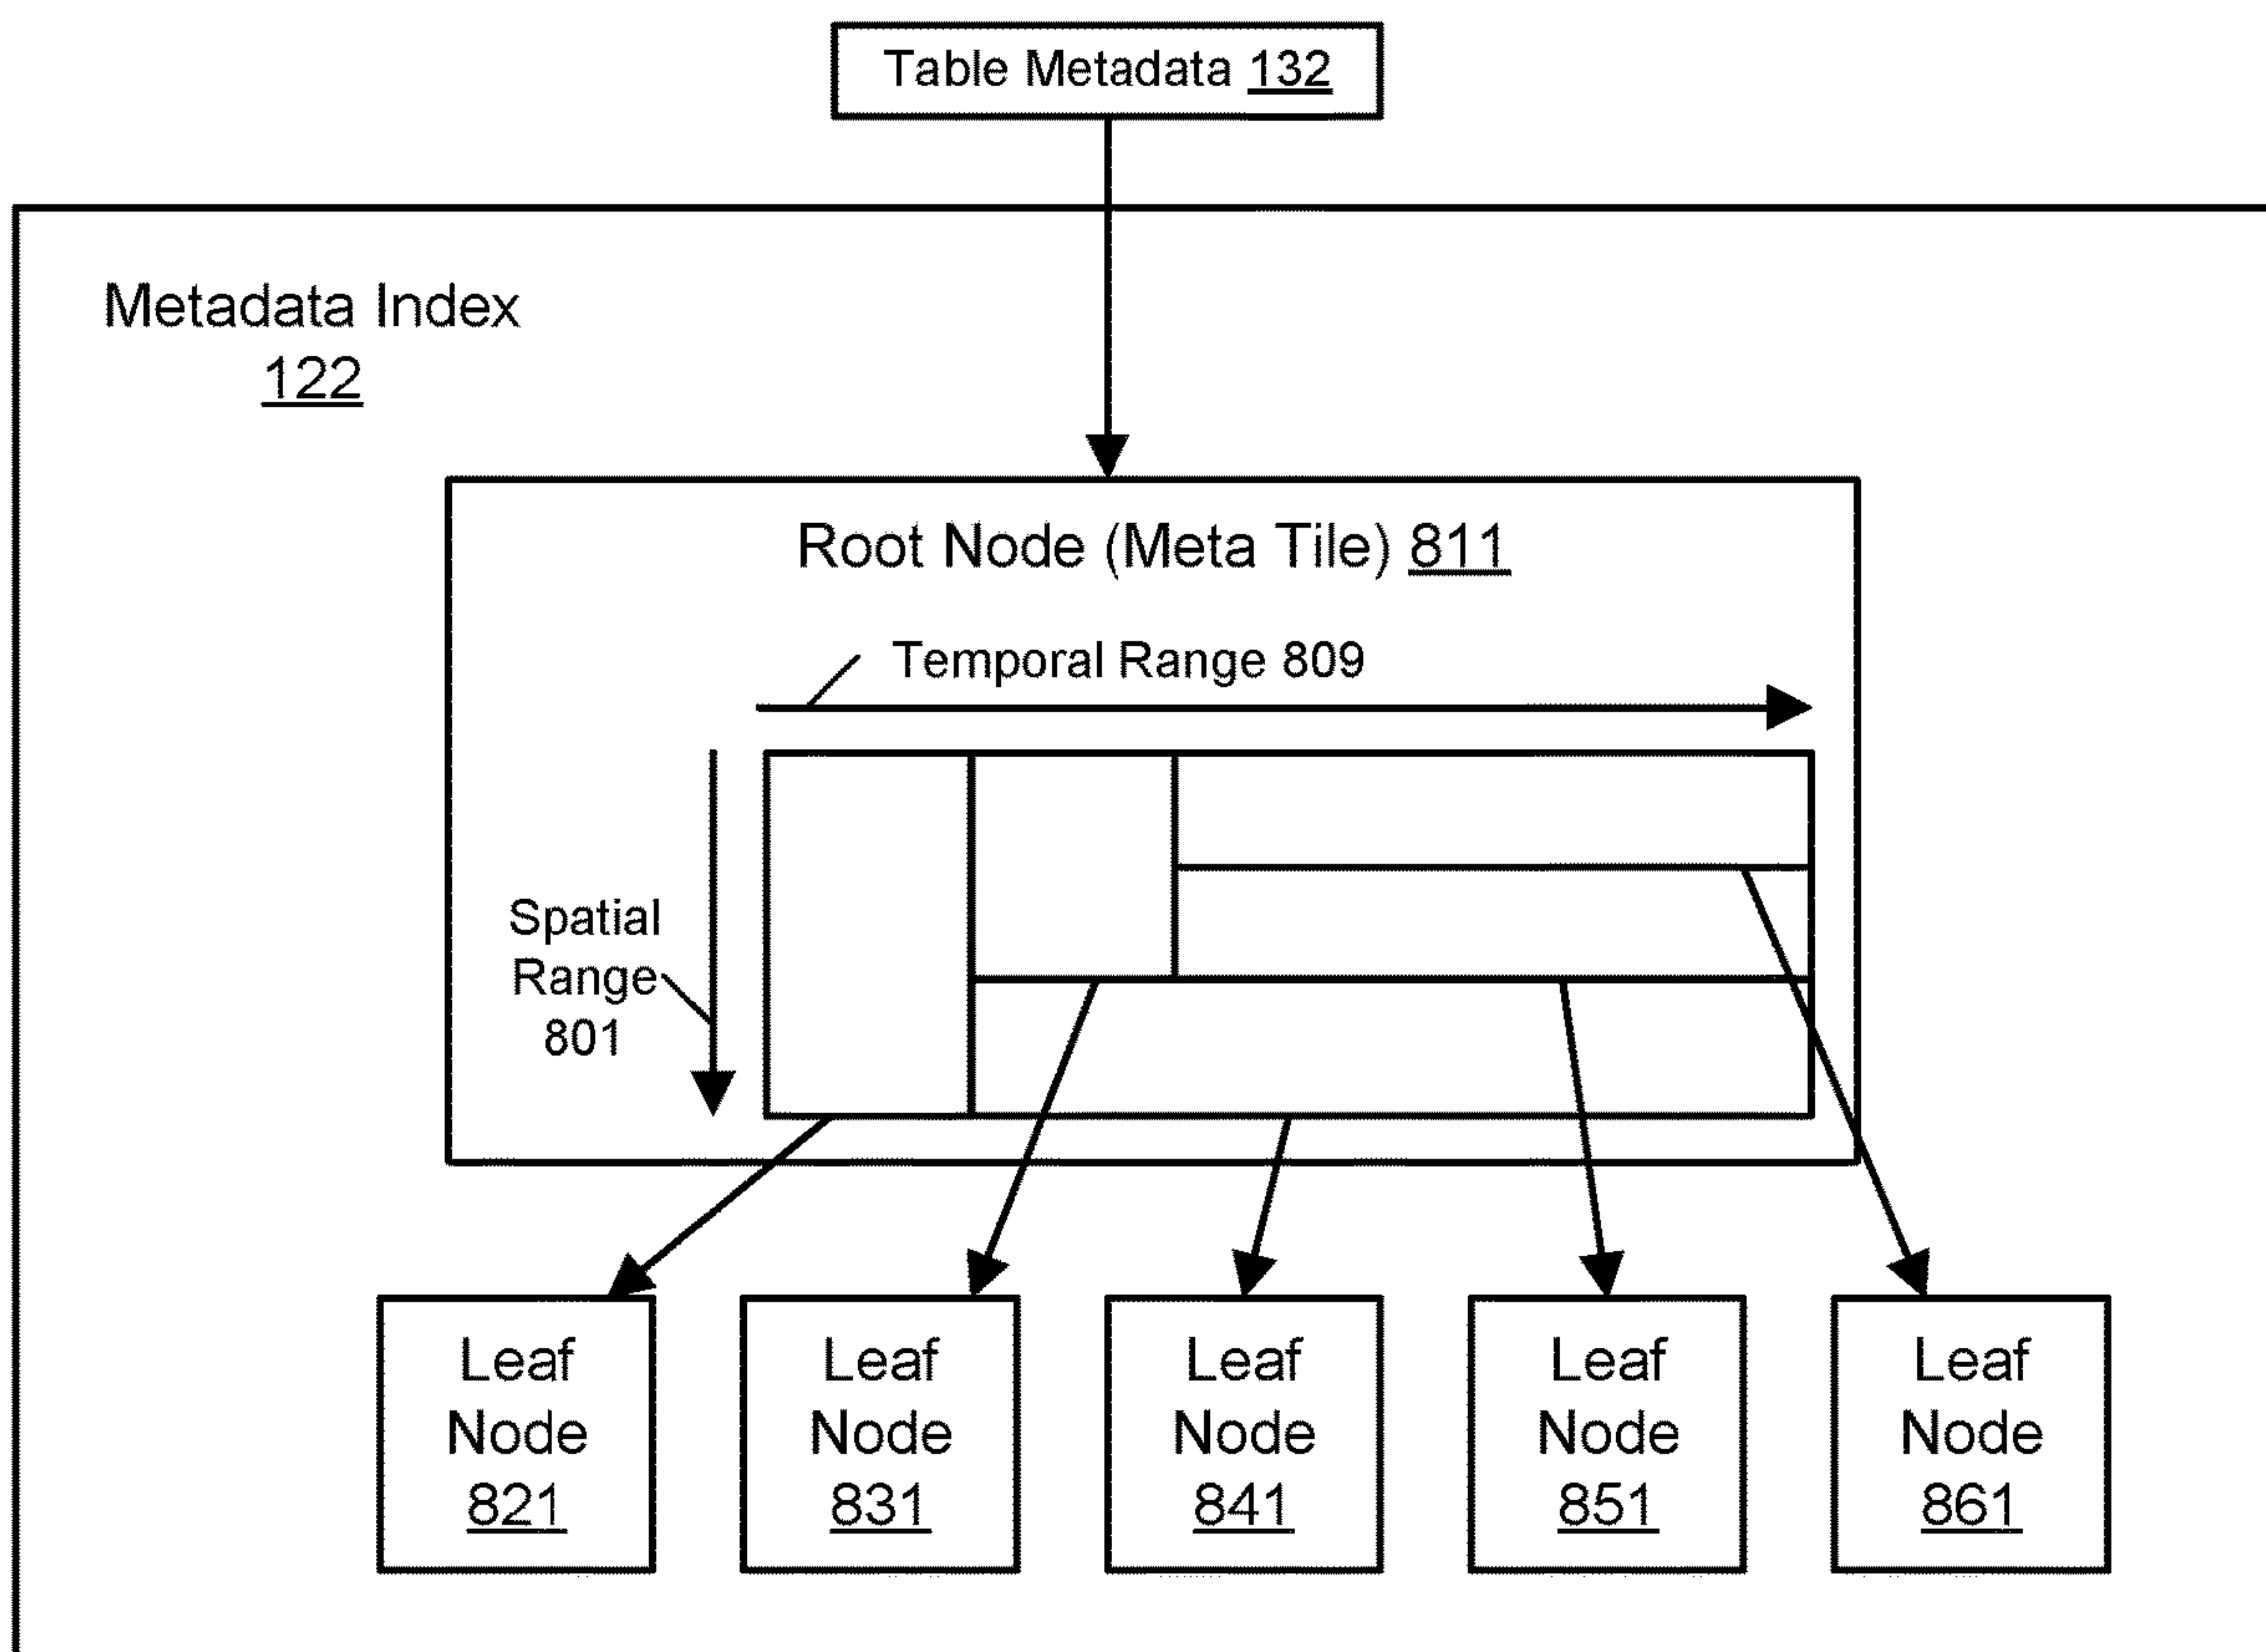 Table Metadata 132
Metadata Index
122
Root Node (Meta Tile) 811
Temporal Range 809
Spatial
Range
801
Leaf
Node
821
Leaf
Node
831
Leaf
Node
841
Leaf
Node
851
Leaf
Node
861